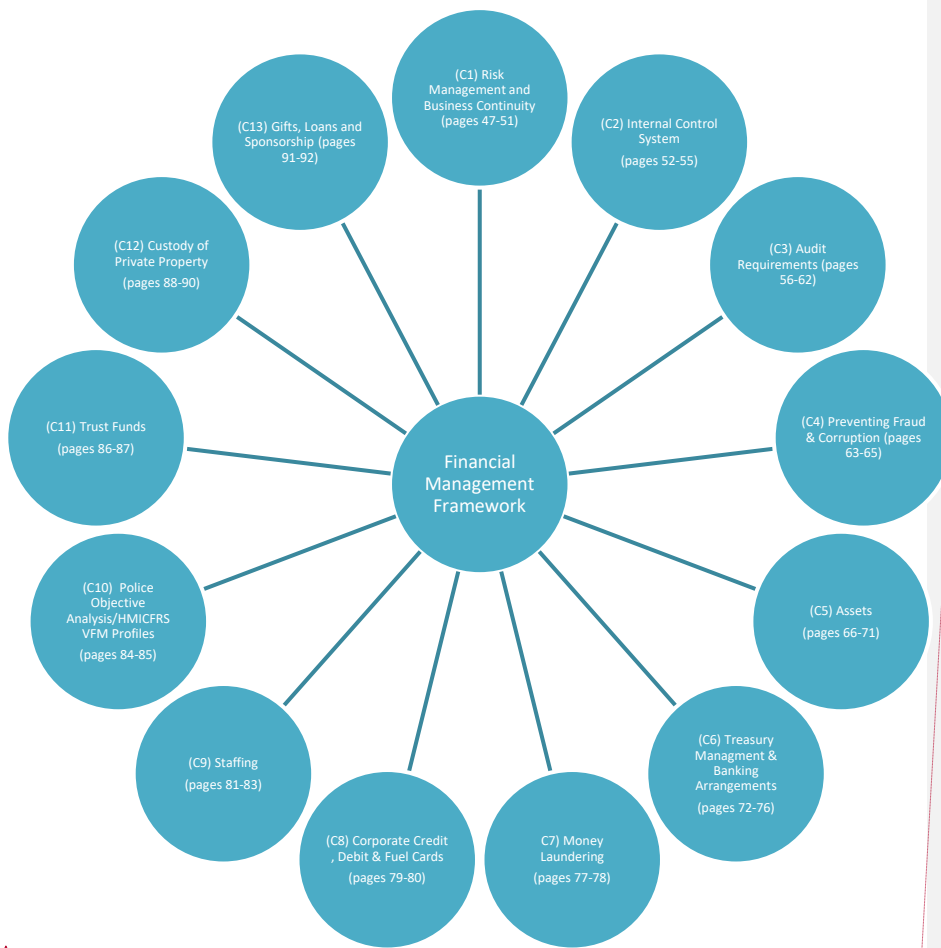 (C1) Risk
Management and
Business Continuity
(pages 47-51)
(C2) Internal Control
System
(pages 52-55)
(C3) Audit
Requirements (pages
56-62)
(C4) Preventing Fraud
& Corruption (pages
63-65)
(C5) Assets
(pages 66-71)
(C6) Treasury
Managment &
Banking
Arrangements
(pages 72-76)
C7) Money
Laundering
(pages 77-78)
(C8) Corporate Credit
, Debit & Fuel Cards
(pages 79-80)
(C9) Staffing
(pages 81-83)
(C10)  Police
Objective
Analysis/HMICFRS
VFM Profiles
(pages 84-85)
(C11) Trust Funds
(pages 86-87)
(C12) Custody of
Private Property
(pages 88-90)
(C13) Gifts, Loans and
Sponsorship (pages
91-92)
Financial
Management
Framework